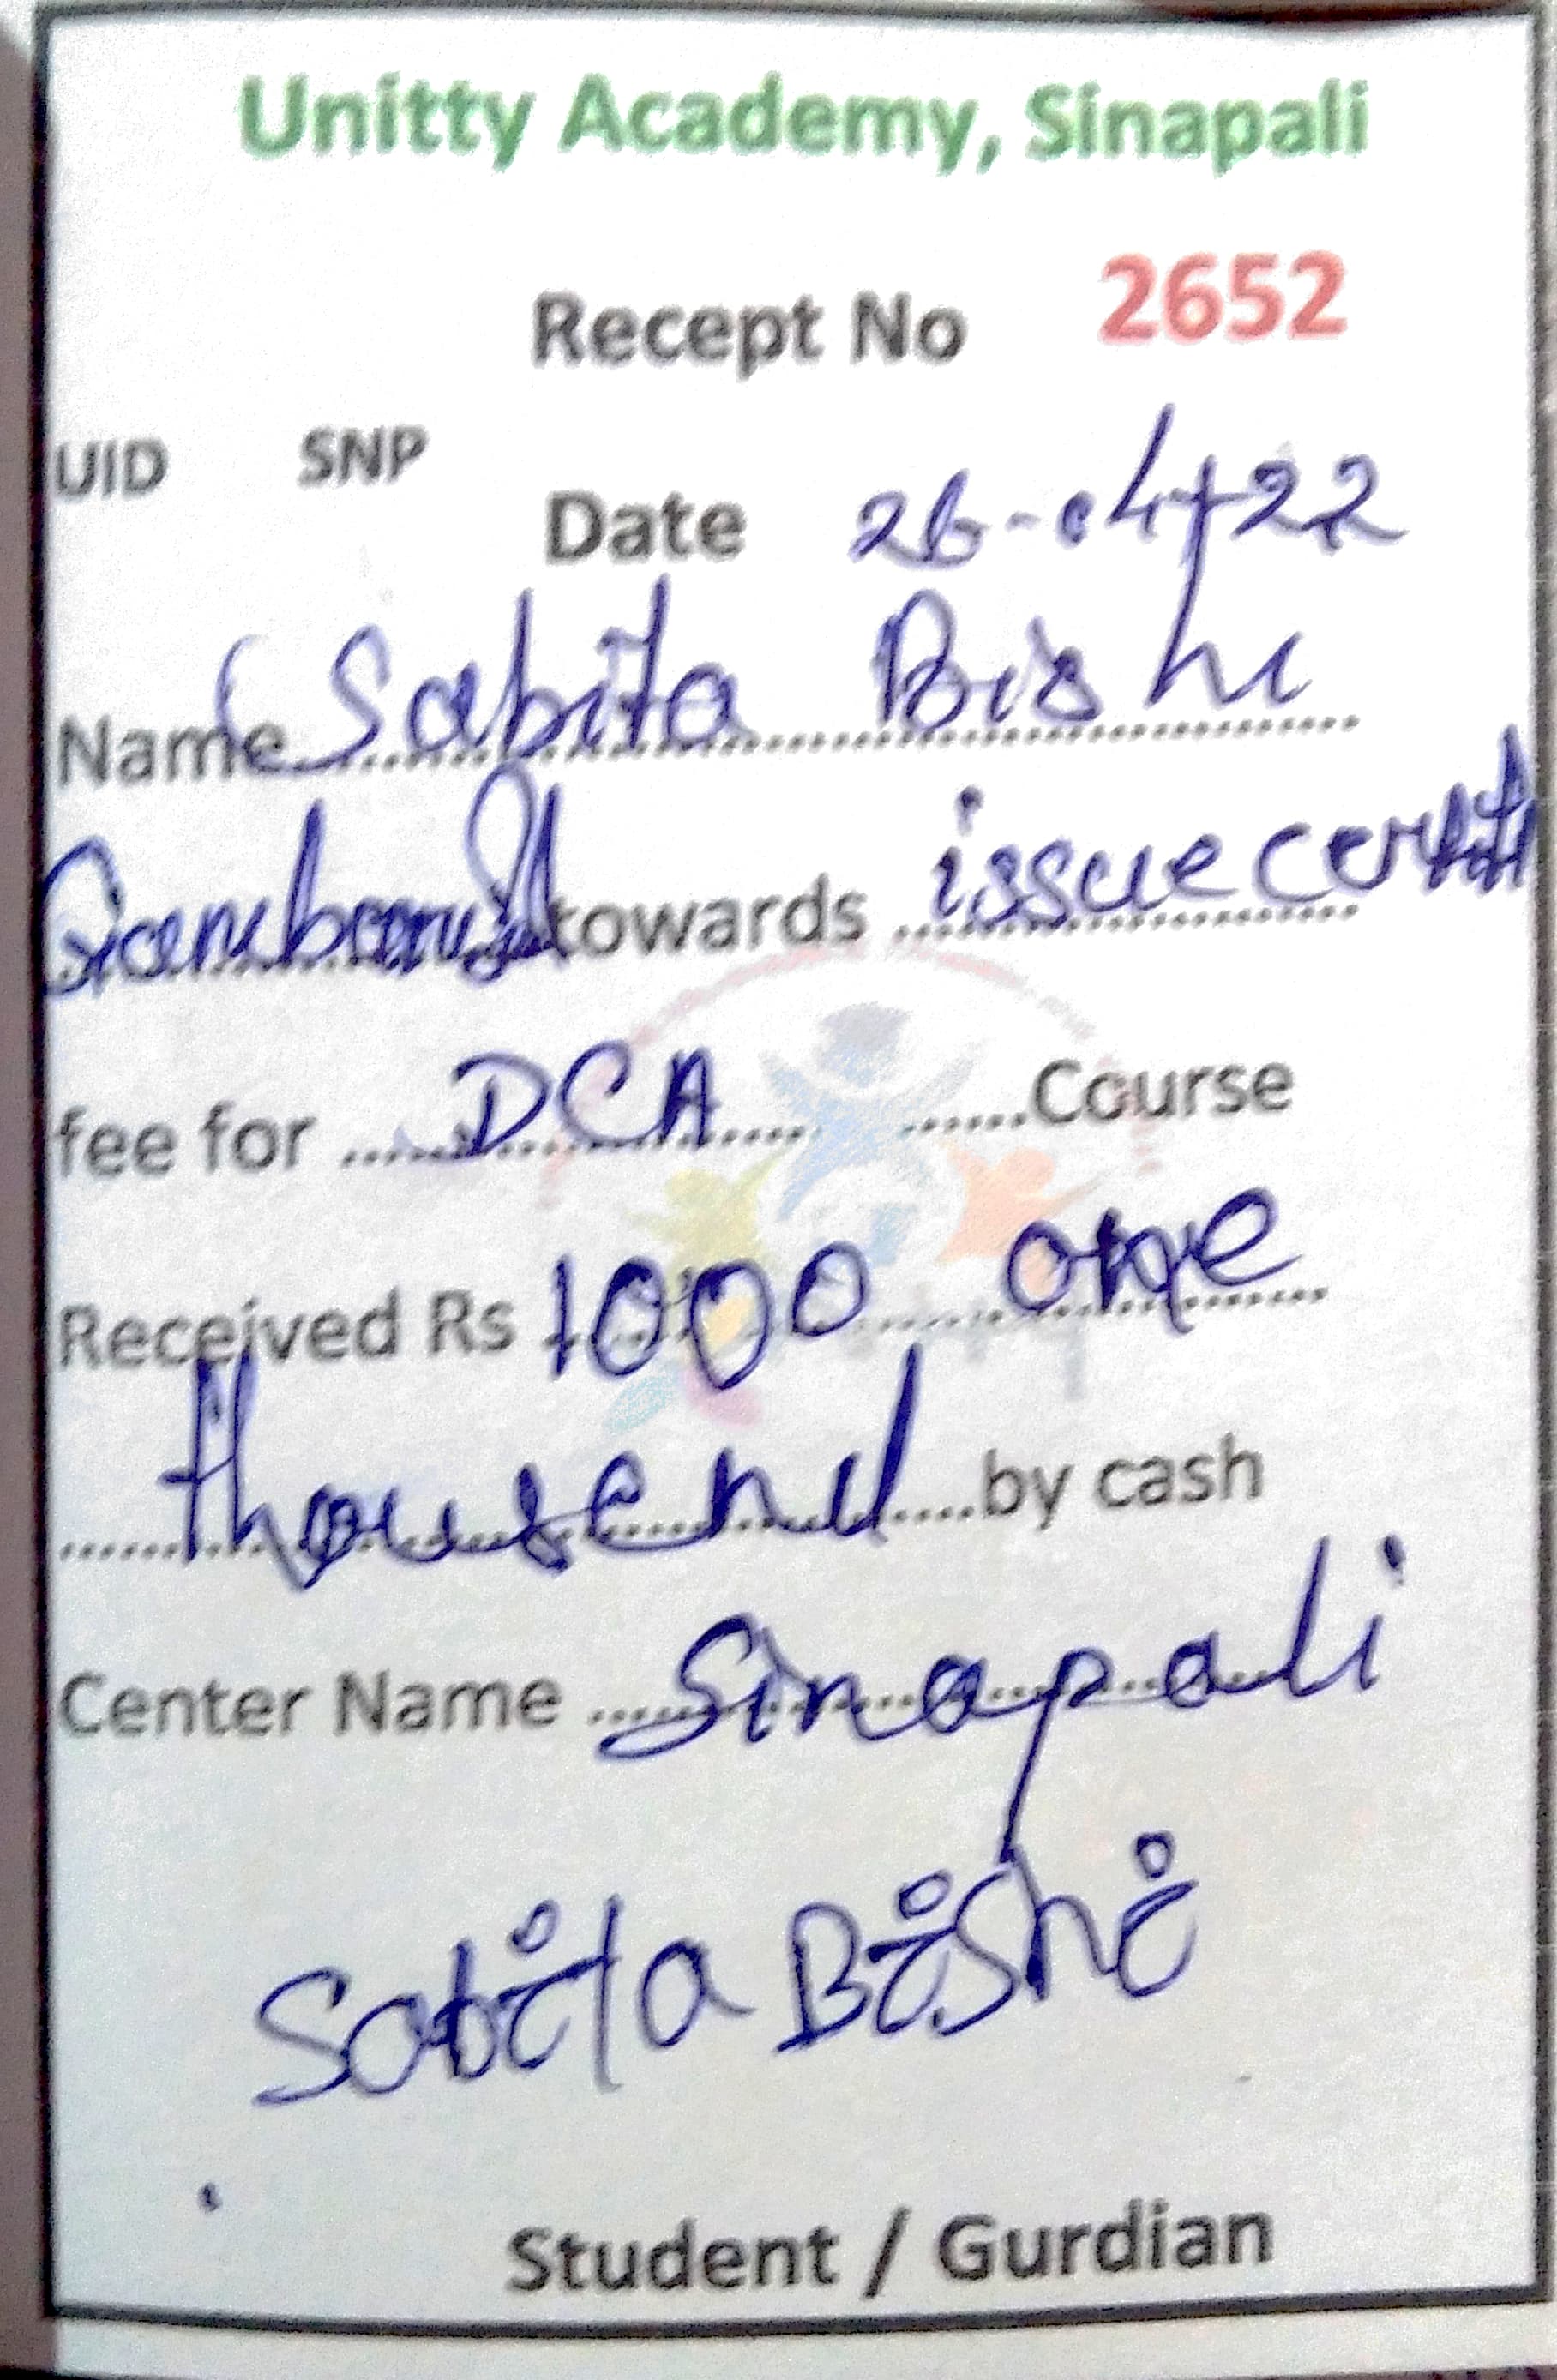 Unitty Academy, Sinapali
Recept No 2652
UID SNP
Date 26-04-22
Name Sabita Bishi
towards issue
fee for DCA Course
Received Rs 1000 one
thousend by cash
Center Name Sinapali
Sabita Bishi
Student / Gurdian